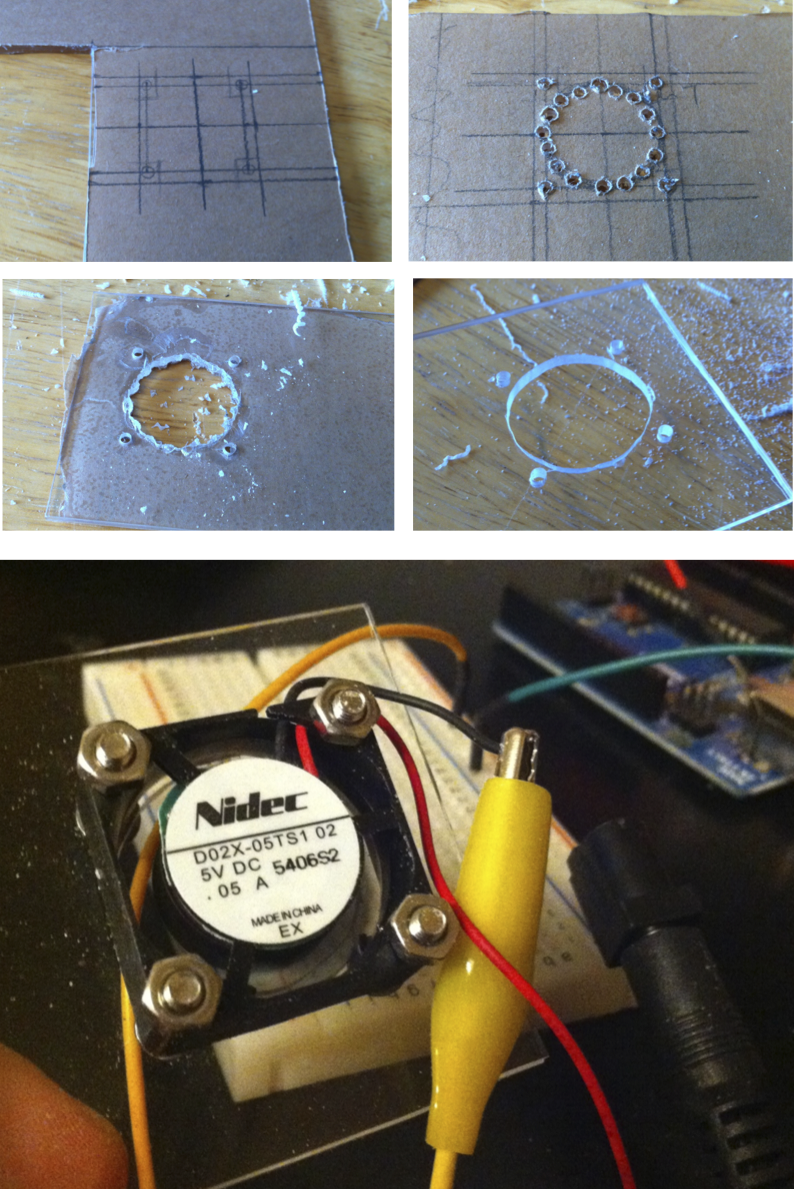 Nidec
D02X-05TS1 02
5V DC 5406S2
.05 A
MADE IN CHINA
EX